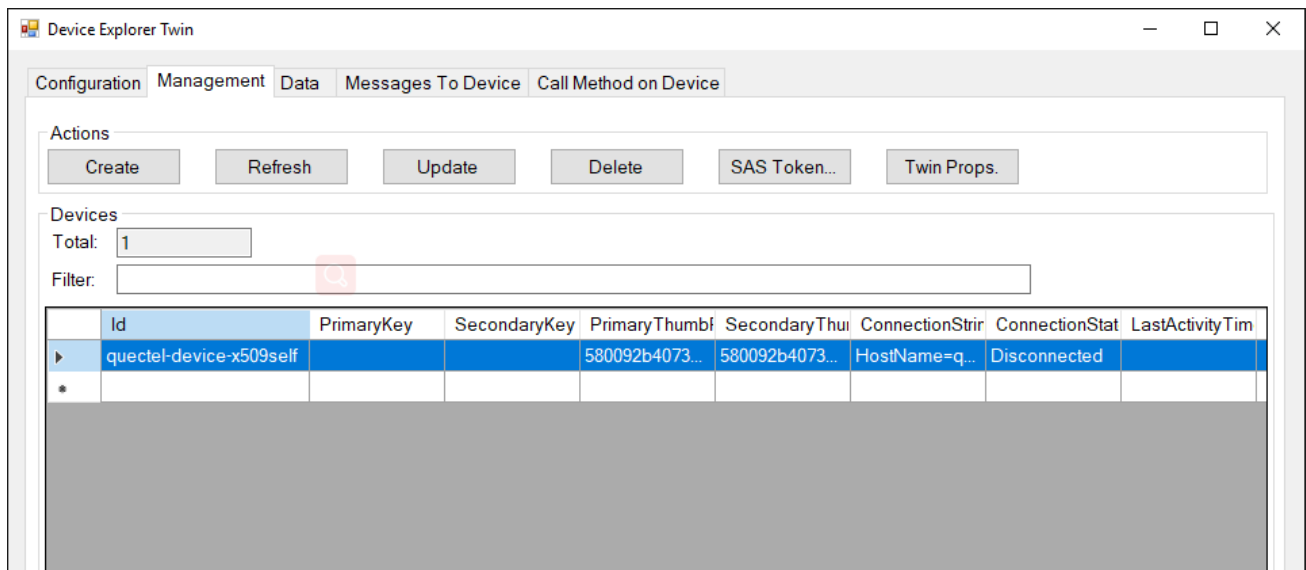 Device Explorer Twin
Configuration Management Data Messages To Device Call Method on Device
Actions
Create Refresh Update Delete SAS Token... Twin Props.
Devices
Total: 1
Filter:
Id PrimaryKey SecondaryKey PrimaryThumb SecondaryThu ConnectionStrin ConnectionStat LastActivityTim
quectel-device-x509self 580092b4073... 580092b4073... HostName=q... Disconnected